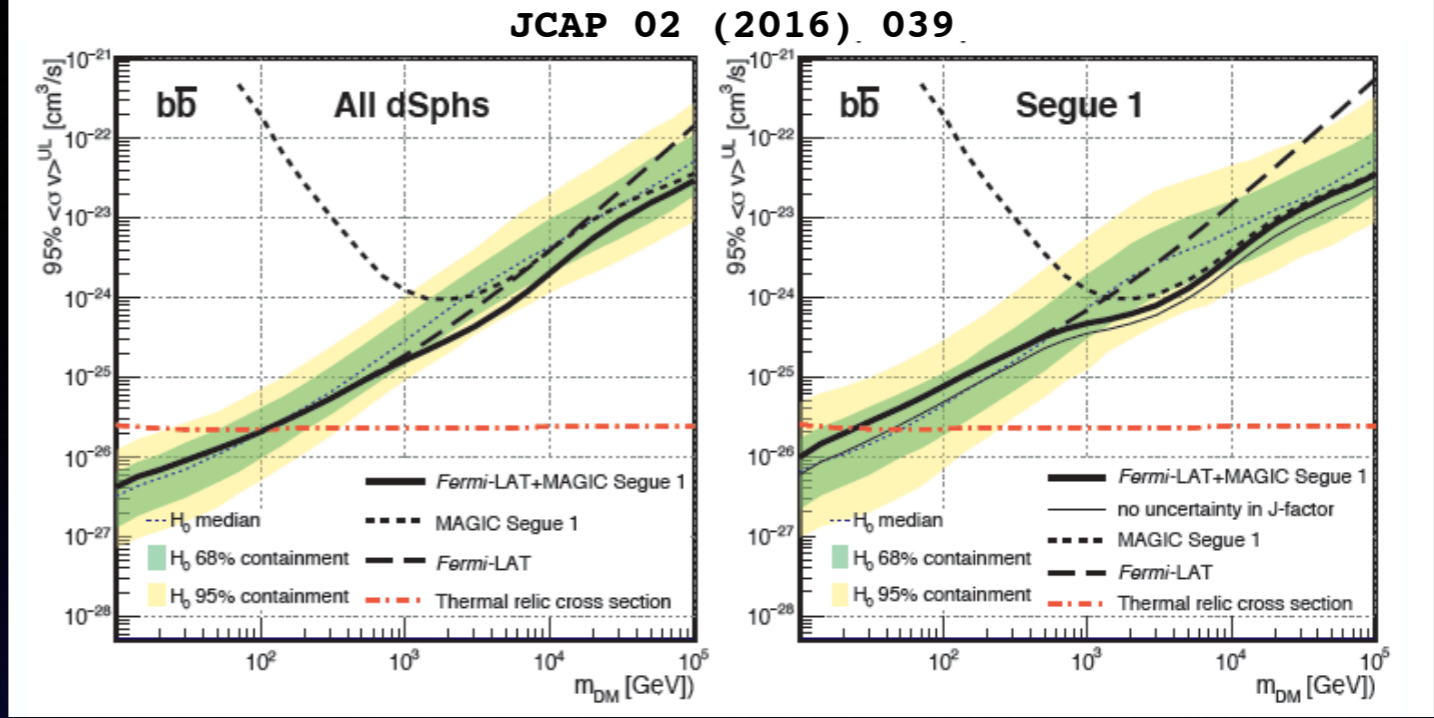 JCAP 02 (2016) 039
95% <σ v>^UL [cm³/s]
10⁻²¹
10⁻²²
10⁻²³
10⁻²⁴
10⁻²⁵
10⁻²⁶
10⁻²⁷
10⁻²⁸
bb̅
All dSphs
Fermi-LAT+MAGIC Segue 1
MAGIC Segue 1
Fermi-LAT
Thermal relic cross section
H₀ median
H₀ 68% containment
H₀ 95% containment
10²
10³
10⁴
10⁵
m_DM [GeV])
95% <σ v>^UL [cm³/s]
10⁻²¹
10⁻²²
10⁻²³
10⁻²⁴
10⁻²⁵
10⁻²⁶
10⁻²⁷
10⁻²⁸
bb̅
Segue 1
Fermi-LAT+MAGIC Segue 1
no uncertainty in J-factor
MAGIC Segue 1
Fermi-LAT
Thermal relic cross section
H₀ median
H₀ 68% containment
H₀ 95% containment
10²
10³
10⁴
10⁵
m_DM [GeV])